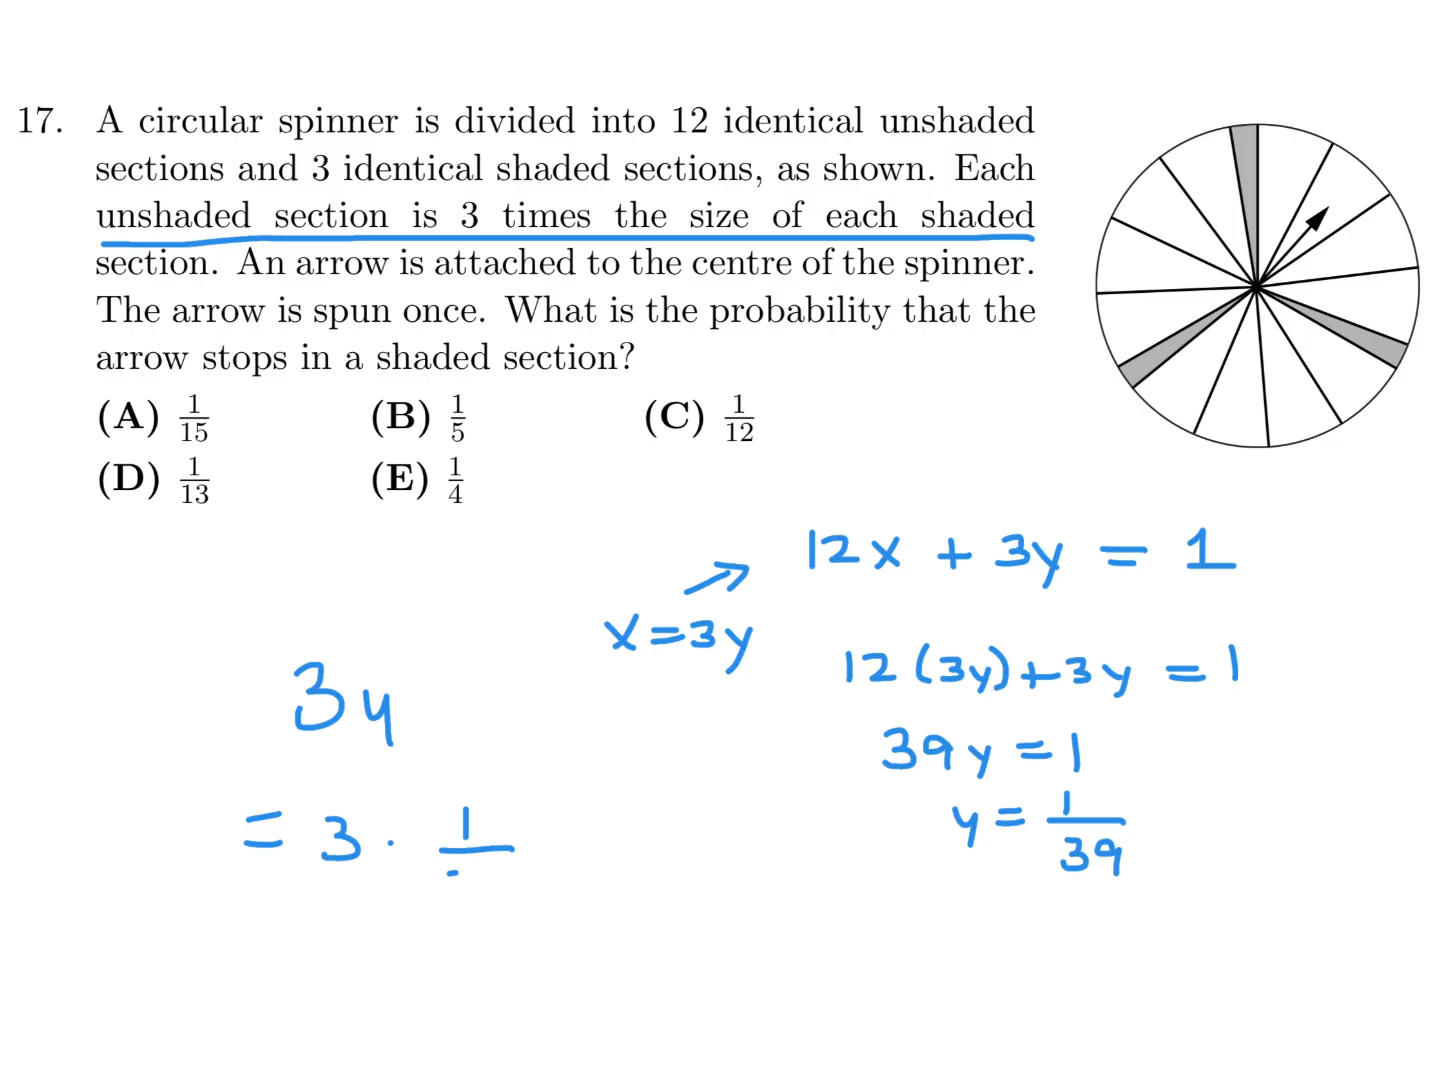 17. A circular spinner is divided into 12 identical unshaded
sections and 3 identical shaded sections, as shown. Each
unshaded section is 3 times the size of each shaded
section. An arrow is attached to the centre of the spinner.
The arrow is spun once. What is the probability that the
arrow stops in a shaded section?
(A) 1/15 (B) 1/5 (C) 1/12
(D) 1/13 (E) 1/4
12x + 3y = 1
x=3y
12(3y)+3y = 1
3y
39y = 1
y = 1/39
= 3 · 1/